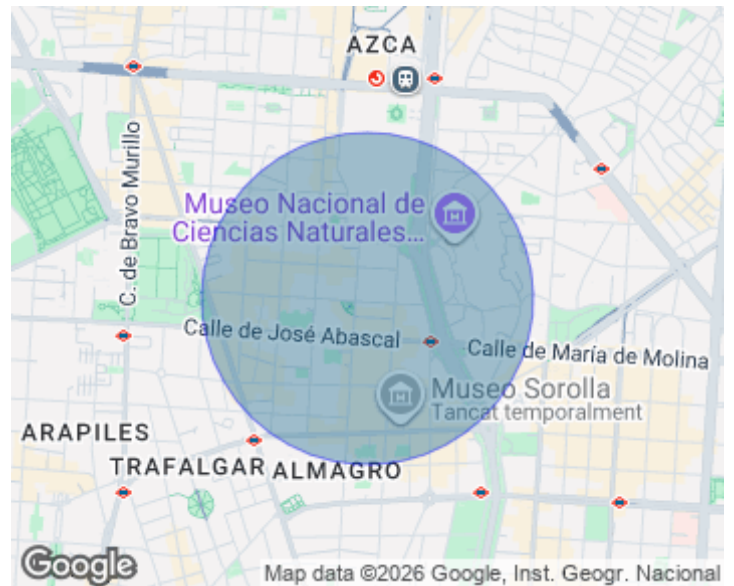 AZCA
C. de Bravo Murillo
Museo Nacional de
Ciencias Naturales...
Calle de José Abascal
Calle de María de Molina
Museo Sorolla
Tancat temporalment
ARAPILES
TRAFALGAR
ALMAGRO
Google
Map data ©2026 Google, Inst. Geogr. Nacional